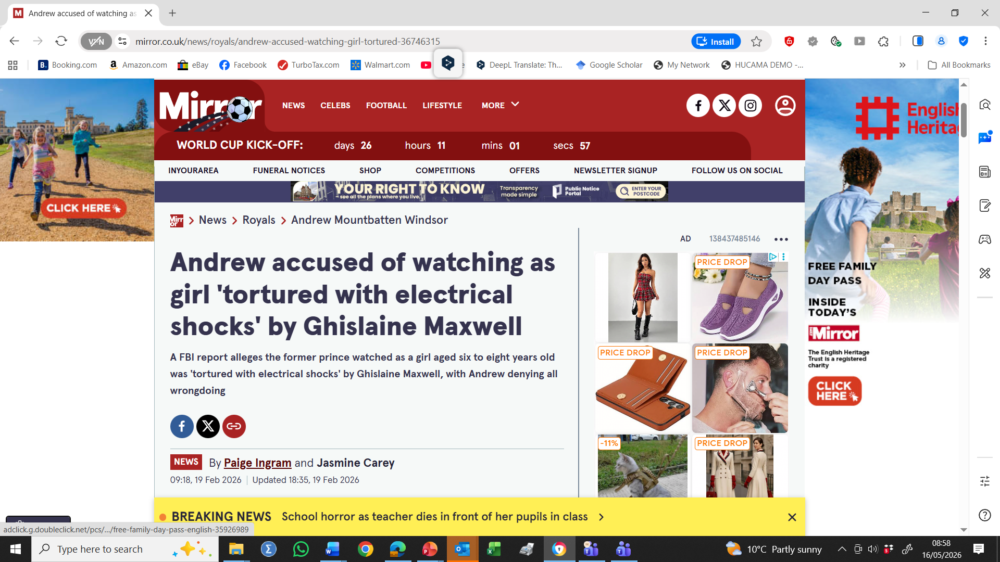 Andrew accused of watching as
mirror.co.uk/news/royals/andrew-accused-watching-girl-tortured-36746315
Install
Booking.com
Amazon.com
eBay
Facebook
TurboTax.com
Walmart.com
DeepL Translate: Th...
Google Scholar
My Network
HUCAMA DEMO -...
All Bookmarks
Mirror
NEWS
CELEBS
FOOTBALL
LIFESTYLE
MORE
WORLD CUP KICK-OFF:
days 26
hours 11
mins 01
secs 57
INYOURAREA
FUNERAL NOTICES
SHOP
COMPETITIONS
OFFERS
NEWSLETTER SIGNUP
FOLLOW US ON SOCIAL
YOUR RIGHT TO KNOW
– see all the plans where you live.
Transparency
made simple
Public Notice
Portal
ENTER YOUR
POSTCODE
CLICK HERE
News
Royals
Andrew Mountbatten Windsor
Andrew accused of watching as
girl 'tortured with electrical
shocks' by Ghislaine Maxwell
A FBI report alleges the former prince watched as a girl aged six to eight years old
was 'tortured with electrical shocks' by Ghislaine Maxwell, with Andrew denying all
wrongdoing
NEWS
By Paige Ingram and Jasmine Carey
09:18, 19 Feb 2026
Updated 18:35, 19 Feb 2026
AD
138437485146
PRICE DROP
PRICE DROP
PRICE DROP
-11%
PRICE DROP
English
Heritag
FREE FAMILY
DAY PASS
INSIDE
TODAY'S
DAILY
Mirror
The English Heritage
Trust is a registered
charity
CLICK
HERE
BREAKING NEWS
School horror as teacher dies in front of her pupils in class
adclick.g.doubleclick.net/pcs/.../free-family-day-pass-english-35926989
Type here to search
10°C Partly sunny
08:58
16/05/2026